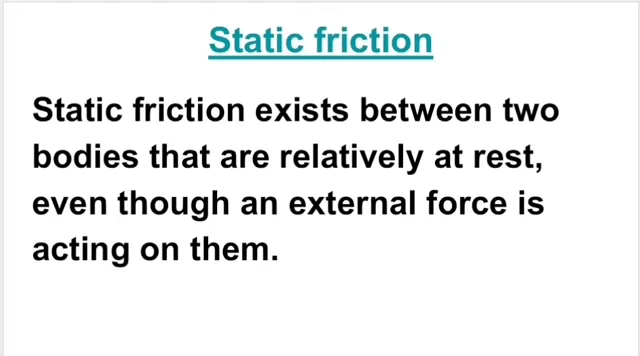 Static friction
Static friction exists between two
bodies that are relatively at rest,
even though an external force is
acting on them.